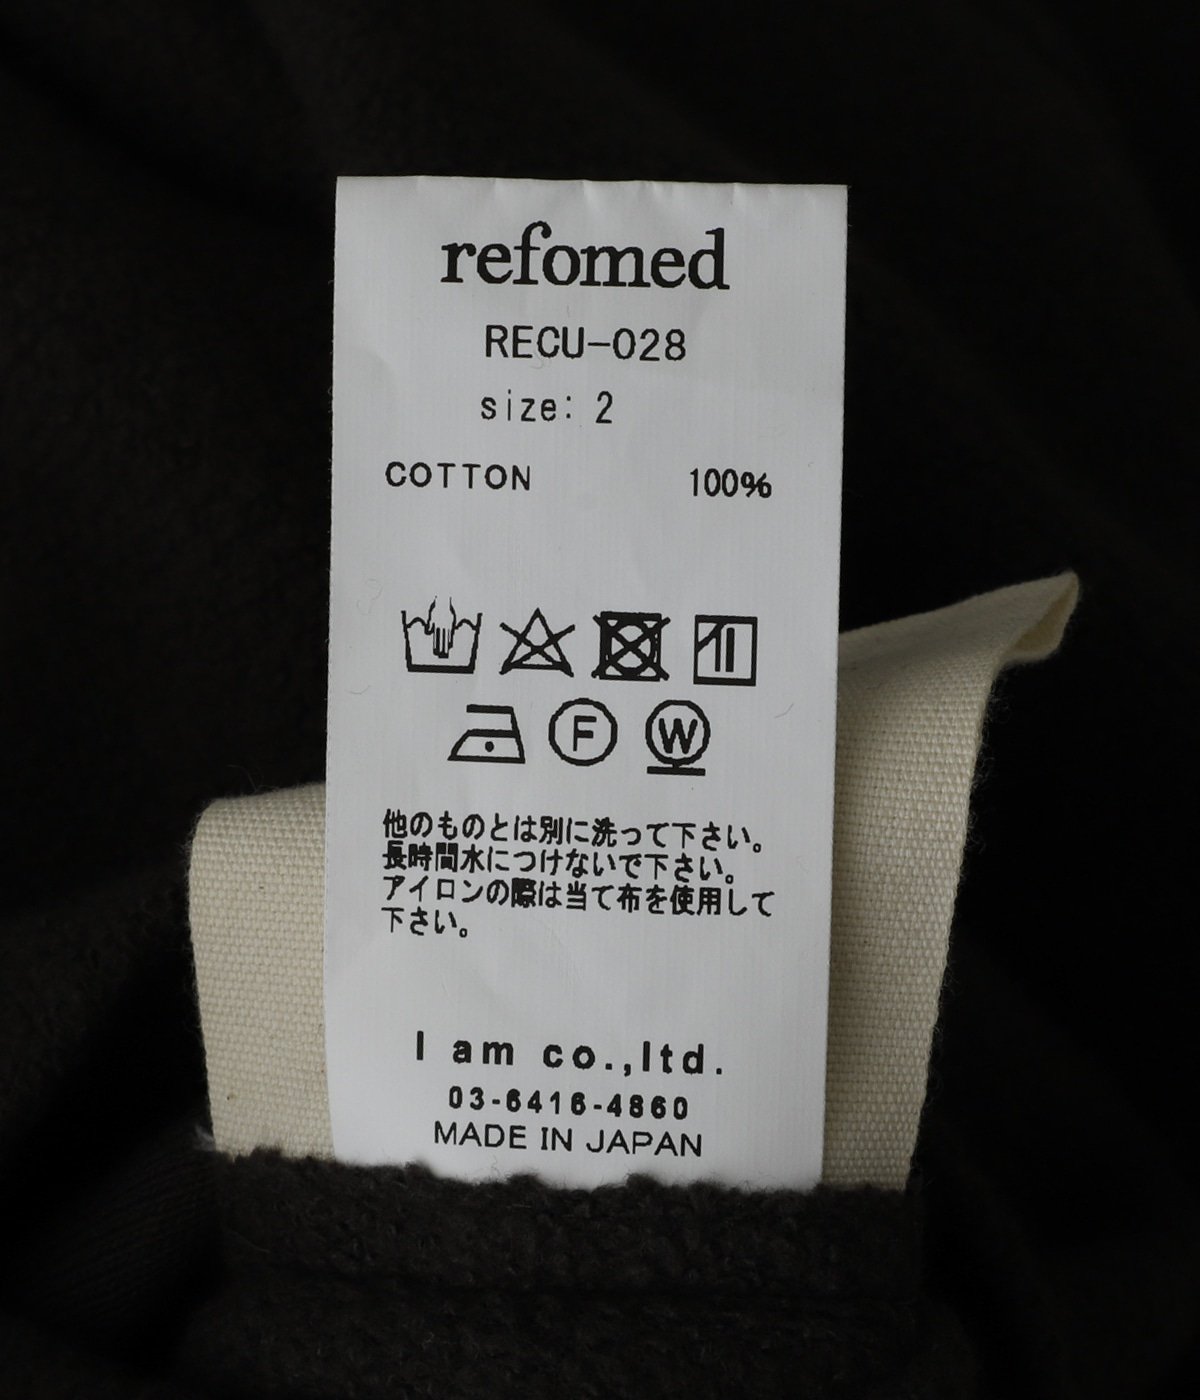 refomed
RECU-028
size: 2
COTTON 100%
F W
他のものとは別に洗って下さい。
長時間水につけないで下さい。
アイロンの際は当て布を使用して
下さい。
I am co.,ltd.
03-6416-4860
MADE IN JAPAN